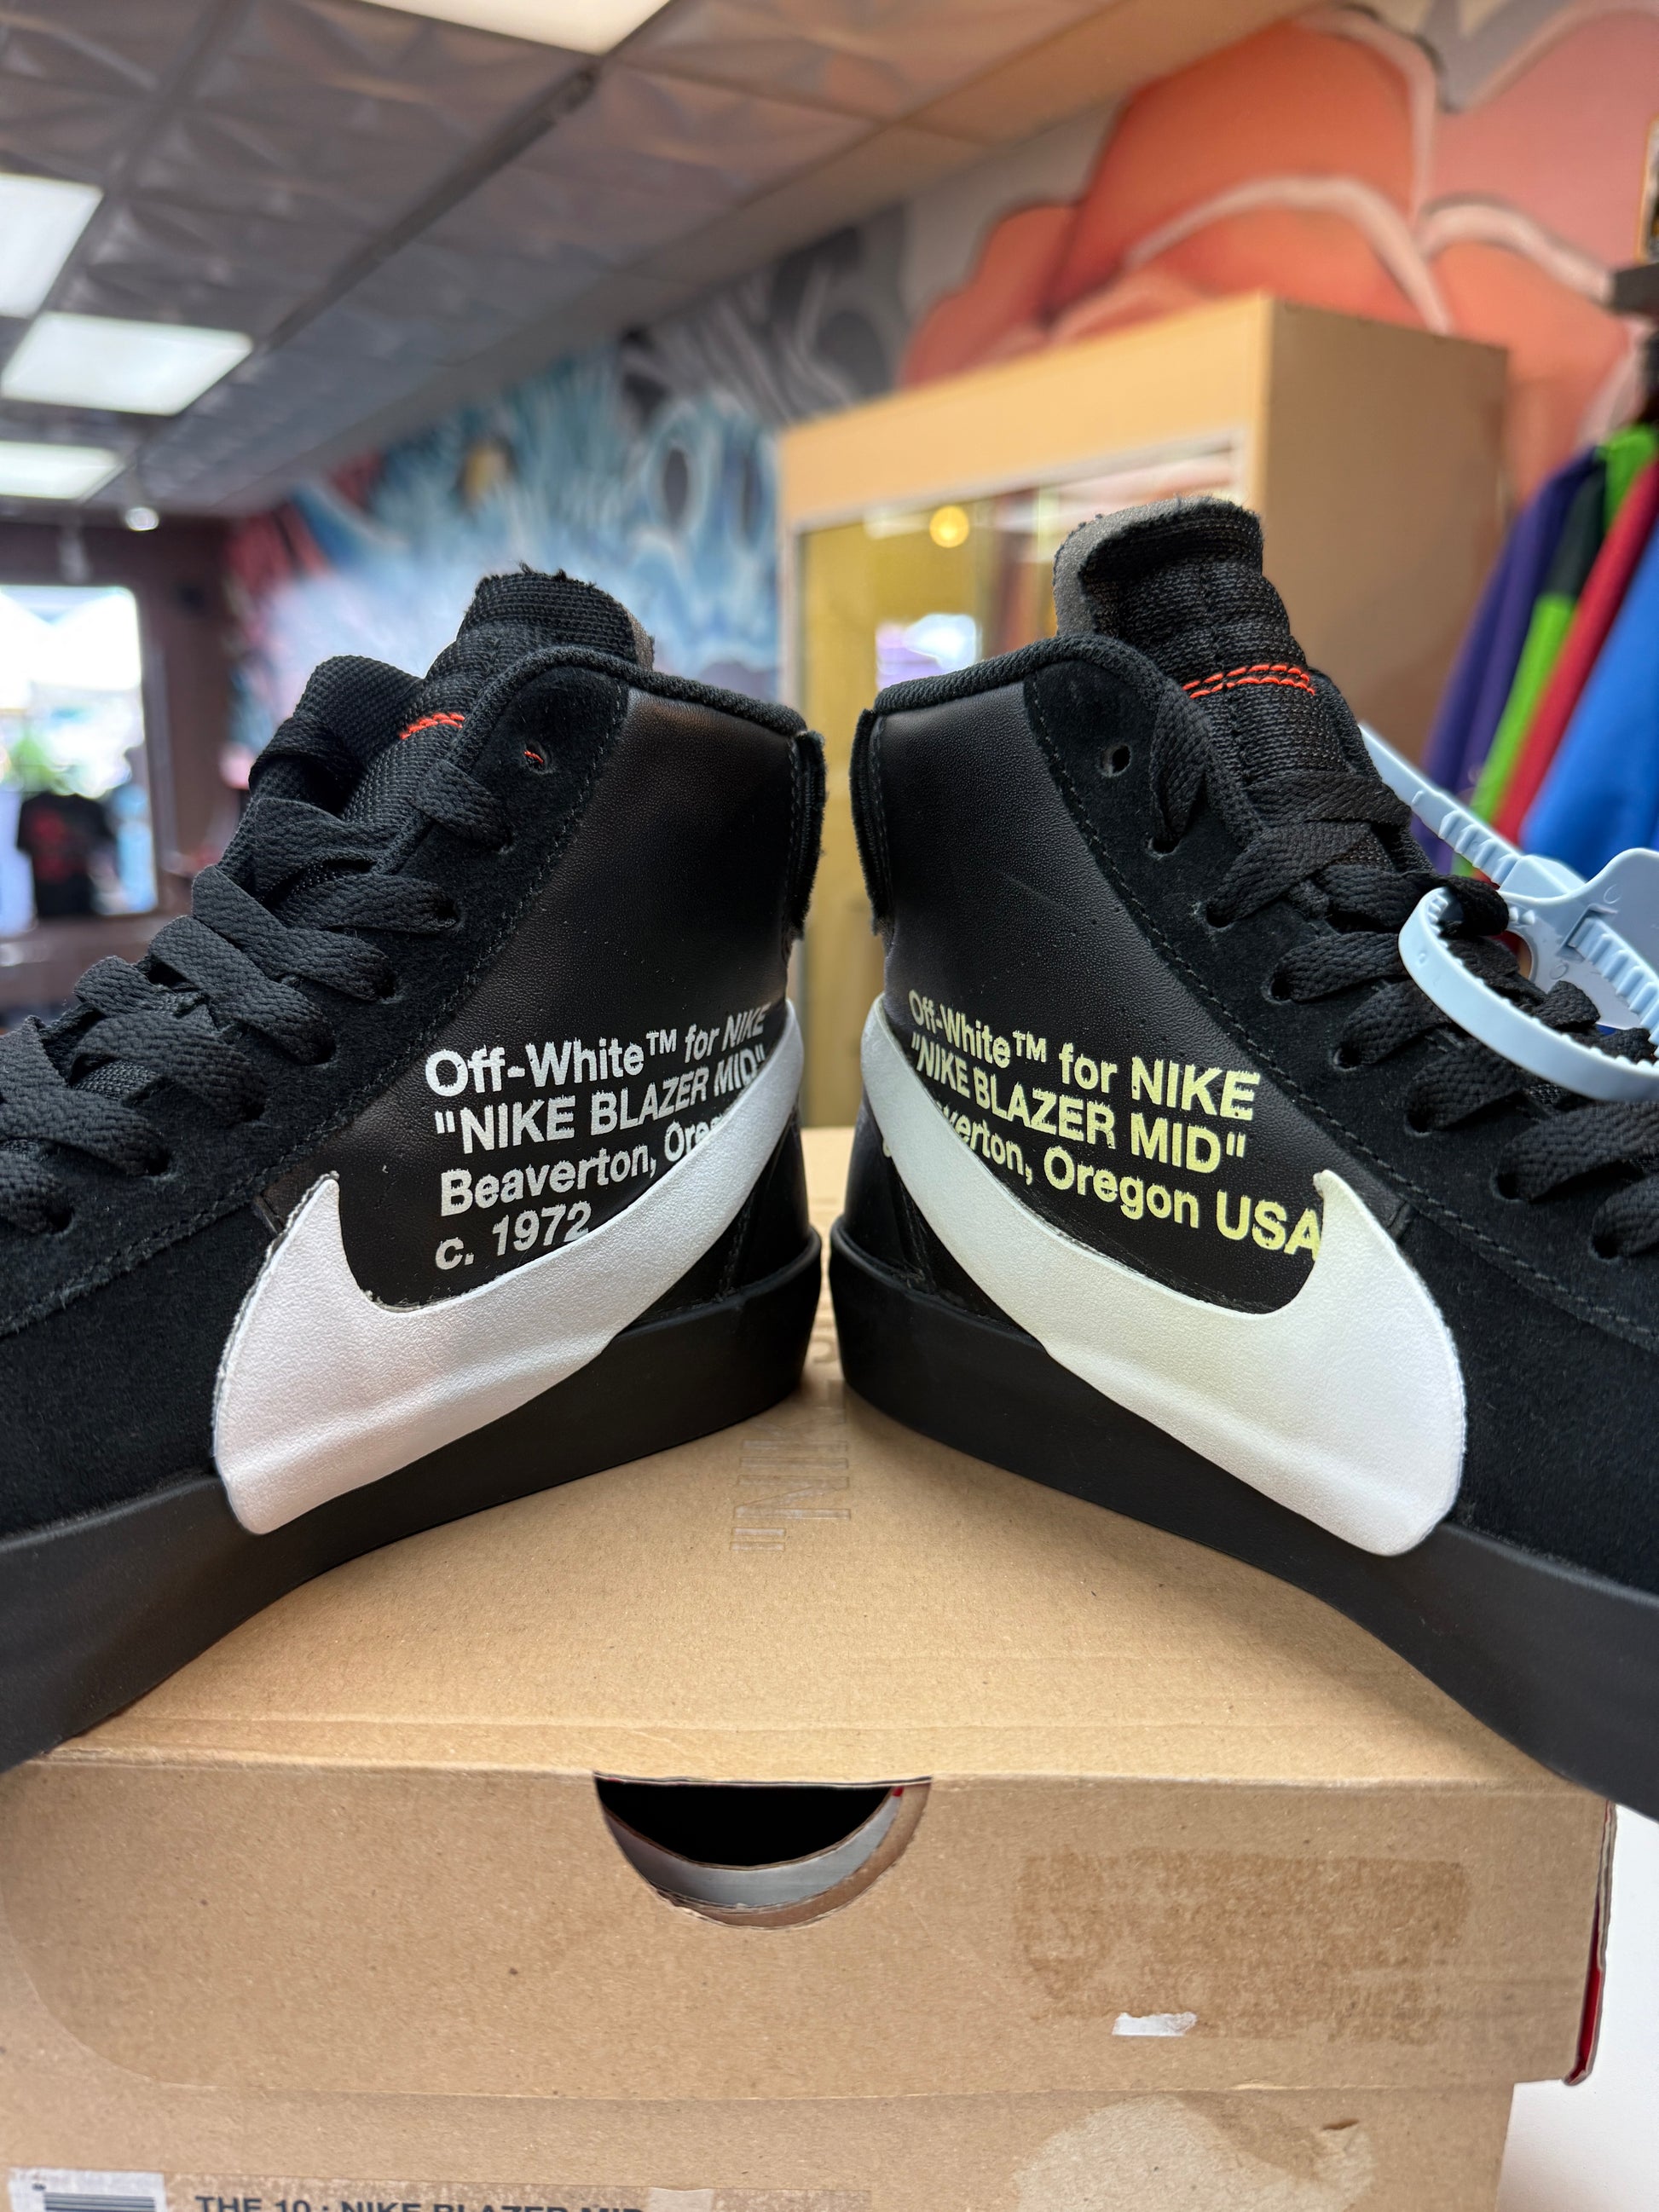 Off-White™ for NIKE
"NIKE BLAZER MID"
Beaverton, Ore
c. 1972
Off-White™ for NIKE
"NIKE BLAZER MID"
verton, Oregon USA
THE 10 : NIKE BLAZER MID